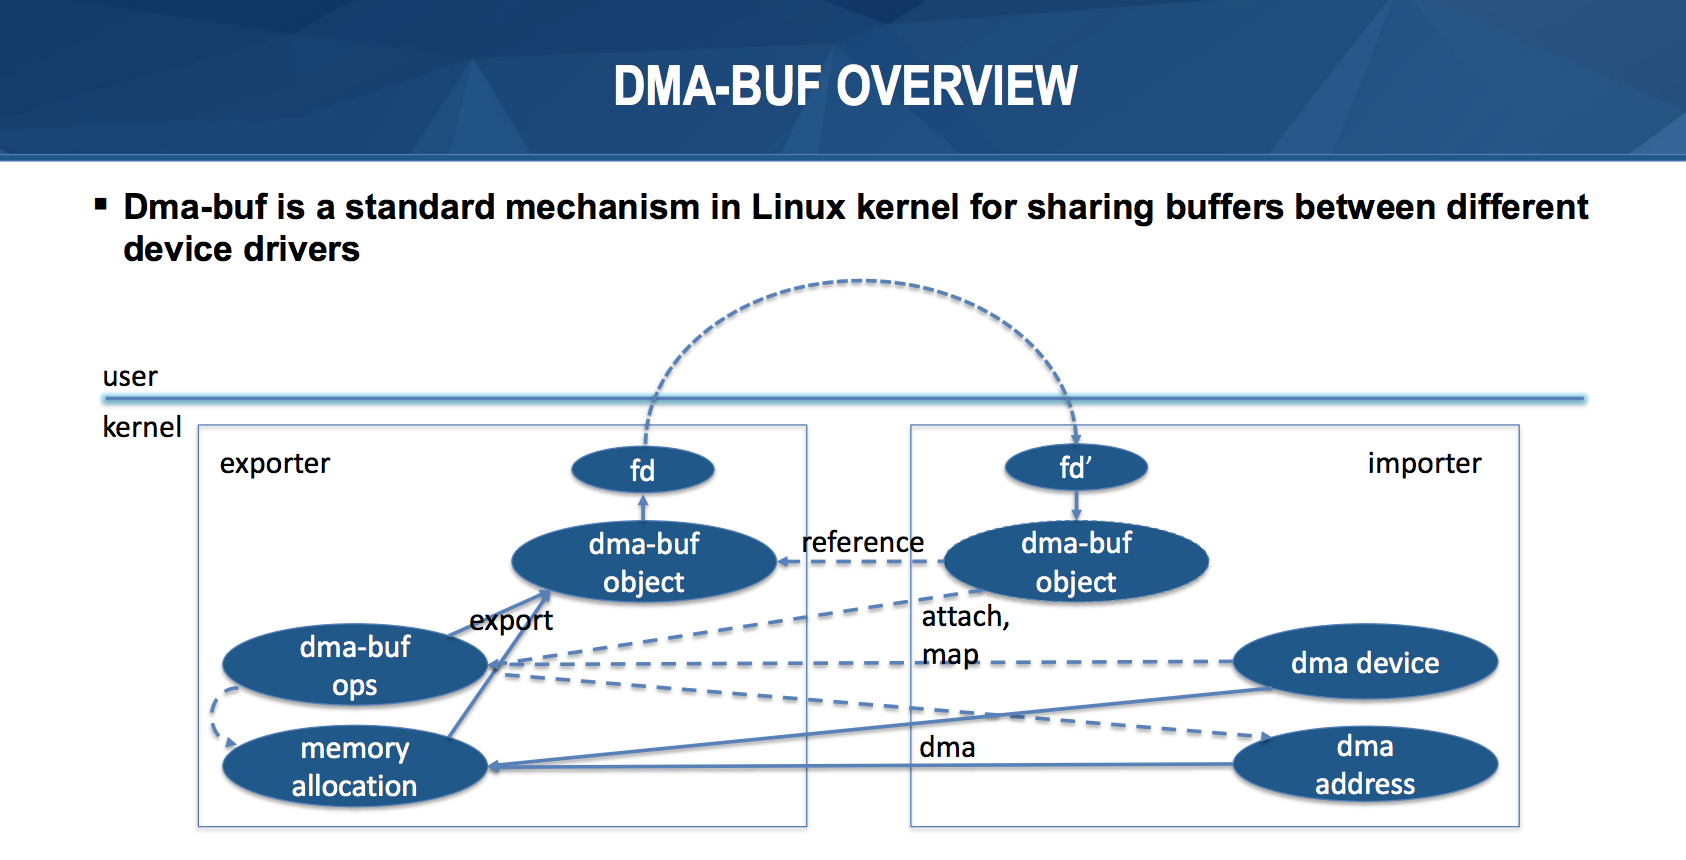 DMA-BUF OVERVIEW
▪ Dma-buf is a standard mechanism in Linux kernel for sharing buffers between different
device drivers
user
kernel
exporter
fd
fd’
importer
dma-buf
object
reference
dma-buf
object
export
attach,
map
dma-buf
ops
dma device
memory
allocation
dma
dma
address